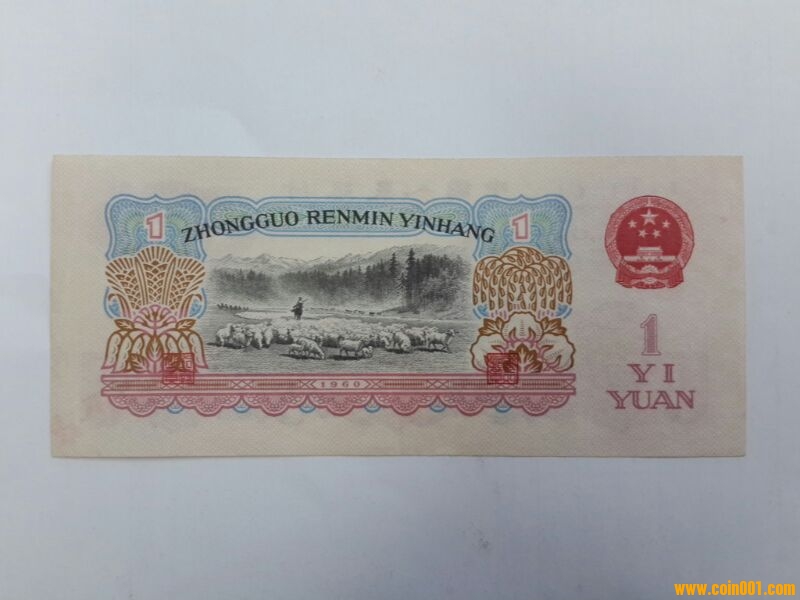 1
1
ZHONGGUO RENMIN YINHANG
1960
1
YI
YUAN
www.coin001.com